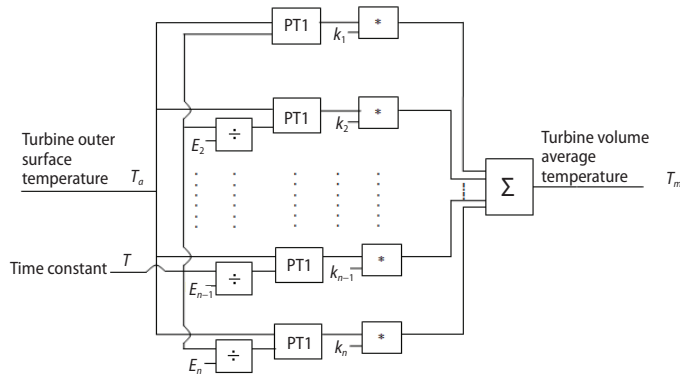 PT1
*
k1
PT1
*
k2
÷
E2
Turbine outer
surface
temperature
Ta
Σ
Turbine volume
average
temperature
Tm
Time constant
T
PT1
*
kn−1
÷
En−1
PT1
*
kn
÷
En